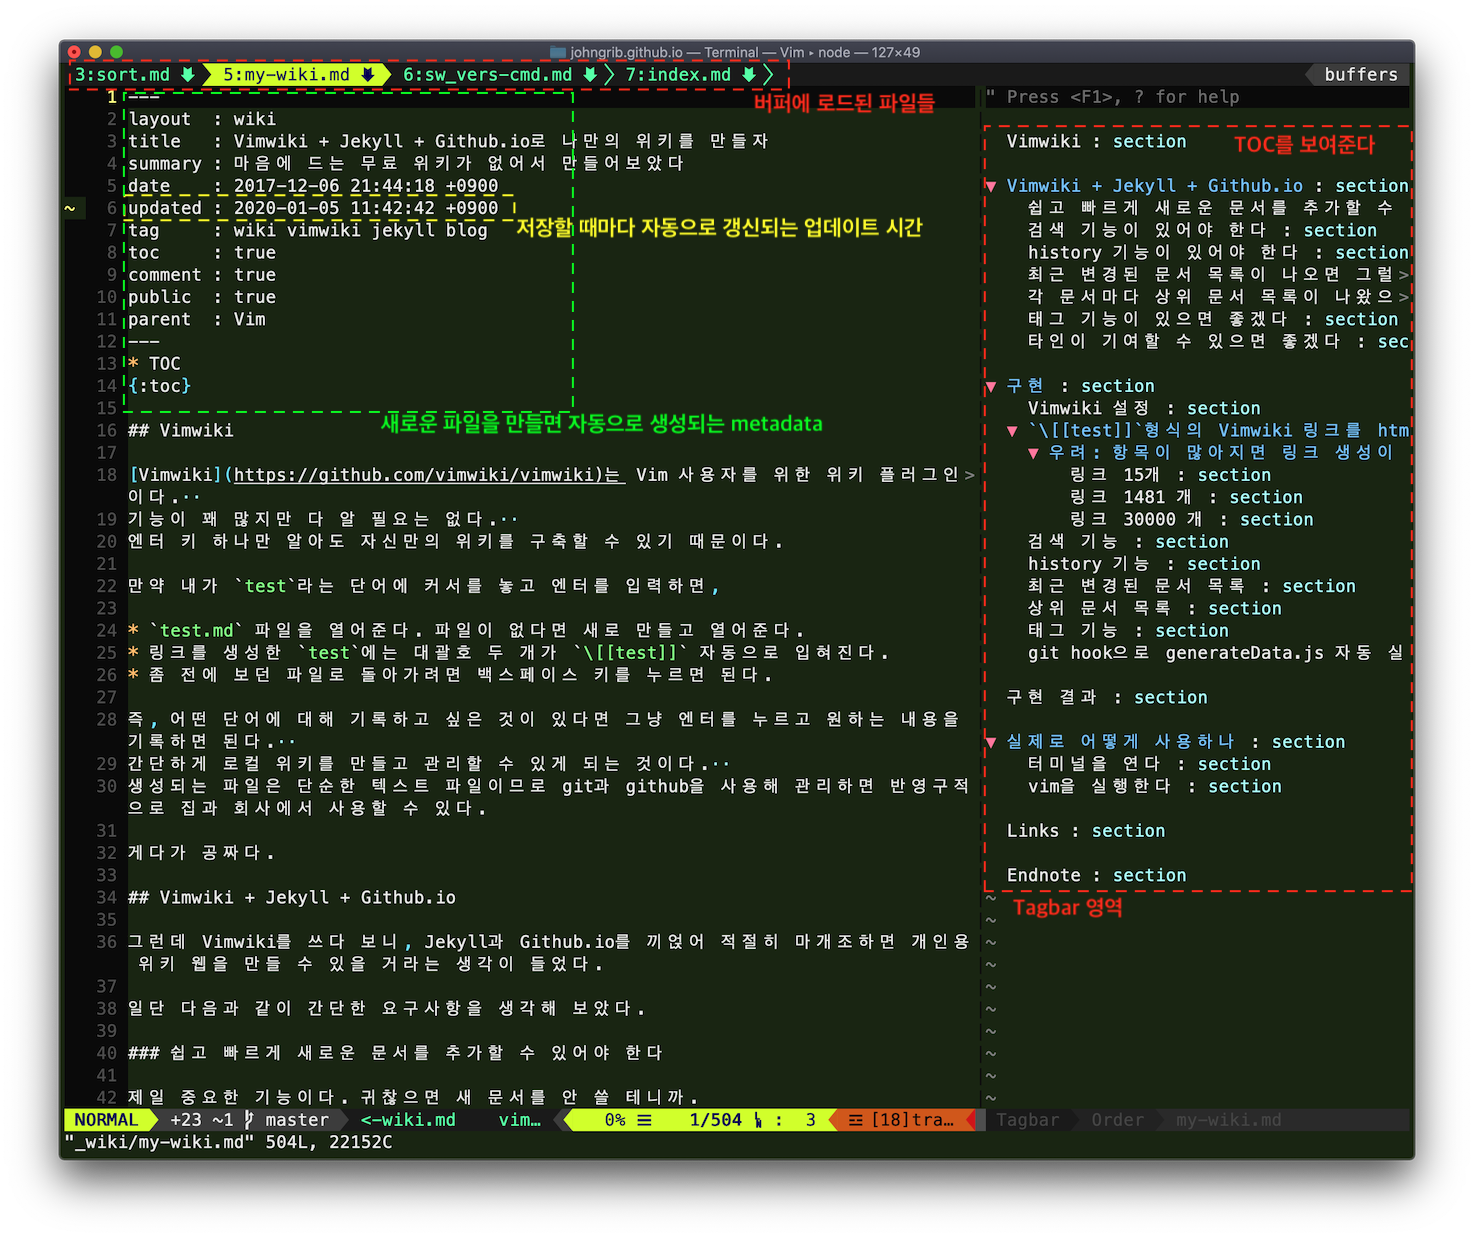 johngrib.github.io — Terminal — Vim ▸ node — 127×49
3:sort.md 5:my-wiki.md 6:sw_vers-cmd.md 7:index.md buffers
버퍼에 로드된 파일들
1 ---
2 layout : wiki
3 title : Vimwiki + Jekyll + Github.io로 나만의 위키를 만들자
4 summary : 마음에 드는 무료 위키가 없어서 만들어보았다
5 date : 2017-12-06 21:44:18 +0900
~ 6 updated : 2020-01-05 11:42:42 +0900
저장할 때마다 자동으로 갱신되는 업데이트 시간
7 tag : wiki vimwiki jekyll blog
8 toc : true
9 comment : true
10 public : true
11 parent : Vim
12 ---
13 * TOC
14 {:toc}
15
새로운 파일을 만들면 자동으로 생성되는 metadata
16 ## Vimwiki
17
18 [Vimwiki](https://github.com/vimwiki/vimwiki)는 Vim 사용자를 위한 위키 플러그인>
이다.··
19 기능이 꽤 많지만 다 알 필요는 없다.··
20 엔터 키 하나만 알아도 자신만의 위키를 구축할 수 있기 때문이다.
21
22 만약 내가 `test`라는 단어에 커서를 놓고 엔터를 입력하면,
23
24 * `test.md` 파일을 열어준다. 파일이 없다면 새로 만들고 열어준다.
25 * 링크를 생성한 `test`에는 대괄호 두 개가 `\[[test]]` 자동으로 입혀진다.
26 * 좀 전에 보던 파일로 돌아가려면 백스페이스 키를 누르면 된다.
27
28 즉, 어떤 단어에 대해 기록하고 싶은 것이 있다면 그냥 엔터를 누르고 원하는 내용을
기록하면 된다.··
29 간단하게 로컬 위키를 만들고 관리할 수 있게 되는 것이다.··
30 생성되는 파일은 단순한 텍스트 파일이므로 git과 github을 사용해 관리하면 반영구적
으로 집과 회사에서 사용할 수 있다.
31
32 게다가 공짜다.
33
34 ## Vimwiki + Jekyll + Github.io
35
36 그런데 Vimwiki를 쓰다 보니, Jekyll과 Github.io를 끼얹어 적절히 마개조하면 개인용
위키 웹을 만들 수 있을 거라는 생각이 들었다.
37
38 일단 다음과 같이 간단한 요구사항을 생각해 보았다.
39
40 ### 쉽고 빠르게 새로운 문서를 추가할 수 있어야 한다
41
42 제일 중요한 기능이다. 귀찮으면 새 문서를 안 쓸 테니까.
" Press <F1>, ? for help
Vimwiki : section
TOC를 보여준다
▼ Vimwiki + Jekyll + Github.io : section
쉽고 빠르게 새로운 문서를 추가할 수
검색 기능이 있어야 한다 : section
history 기능이 있어야 한다 : section
최근 변경된 문서 목록이 나오면 그럴>
각 문서마다 상위 문서 목록이 나왔으>
태그 기능이 있으면 좋겠다 : section
타인이 기여할 수 있으면 좋겠다 : sec
▼ 구현 : section
Vimwiki 설정 : section
▼ `\[[test]]`형식의 Vimwiki 링크를 htm
▼ 우려: 항목이 많아지면 링크 생성이
링크 15개 : section
링크 1481 개 : section
링크 30000 개 : section
검색 기능 : section
history 기능 : section
최근 변경된 문서 목록 : section
상위 문서 목록 : section
태그 기능 : section
git hook으로 generateData.js 자동 실
구현 결과 : section
▼ 실제로 어떻게 사용하나 : section
터미널을 연다 : section
vim을 실행한다 : section
Links : section
Endnote : section
~
Tagbar 영역
~
~
~
~
~
~
~
~
~
NORMAL +23 ~1 master <-wiki.md vim… 0% ☰ 1/504 : 3 ☲ [18]tra… Tagbar Order my-wiki.md
"_wiki/my-wiki.md" 504L, 22152C